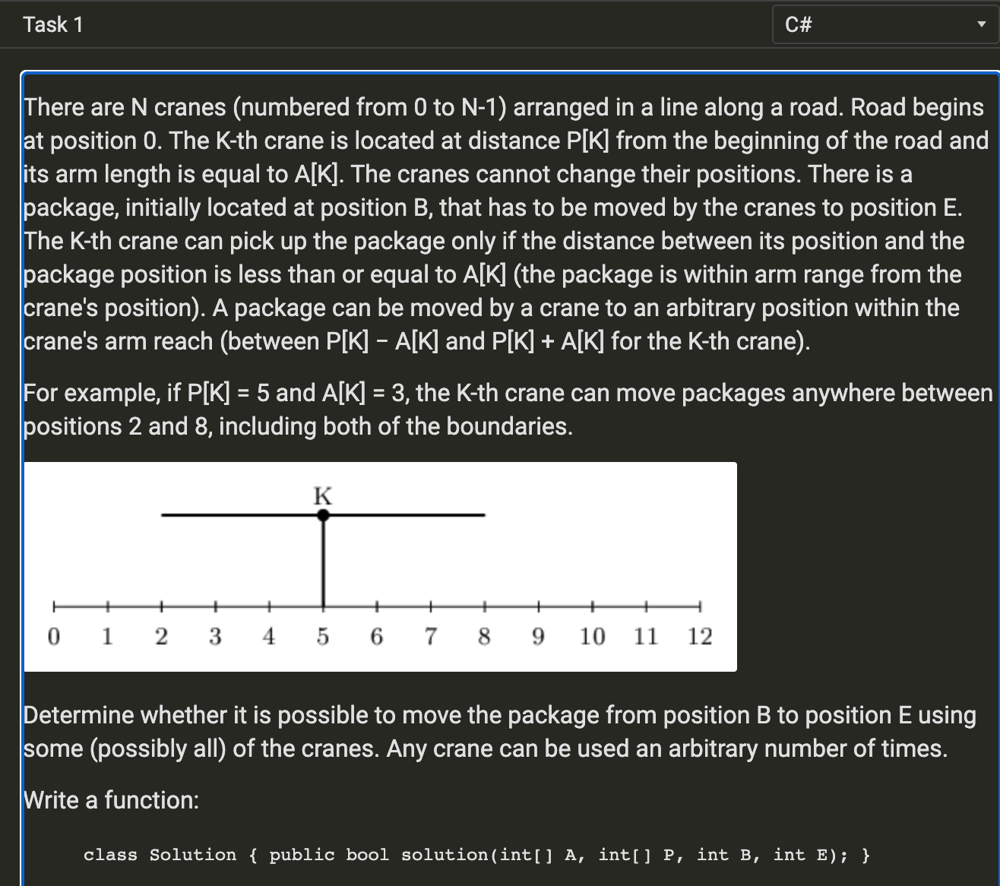 Task 1
C#
There are N cranes (numbered from 0 to N-1) arranged in a line along a road. Road begins
at position 0. The K-th crane is located at distance P[K] from the beginning of the road and
its arm length is equal to A[K]. The cranes cannot change their positions. There is a
package, initially located at position B, that has to be moved by the cranes to position E.
The K-th crane can pick up the package only if the distance between its position and the
package position is less than or equal to A[K] (the package is within arm range from the
crane's position). A package can be moved by a crane to an arbitrary position within the
crane's arm reach (between P[K] − A[K] and P[K] + A[K] for the K-th crane).
For example, if P[K] = 5 and A[K] = 3, the K-th crane can move packages anywhere between
positions 2 and 8, including both of the boundaries.
K
0 1 2 3 4 5 6 7 8 9 10 11 12
Determine whether it is possible to move the package from position B to position E using
some (possibly all) of the cranes. Any crane can be used an arbitrary number of times.
Write a function:
class Solution { public bool solution(int[] A, int[] P, int B, int E); }